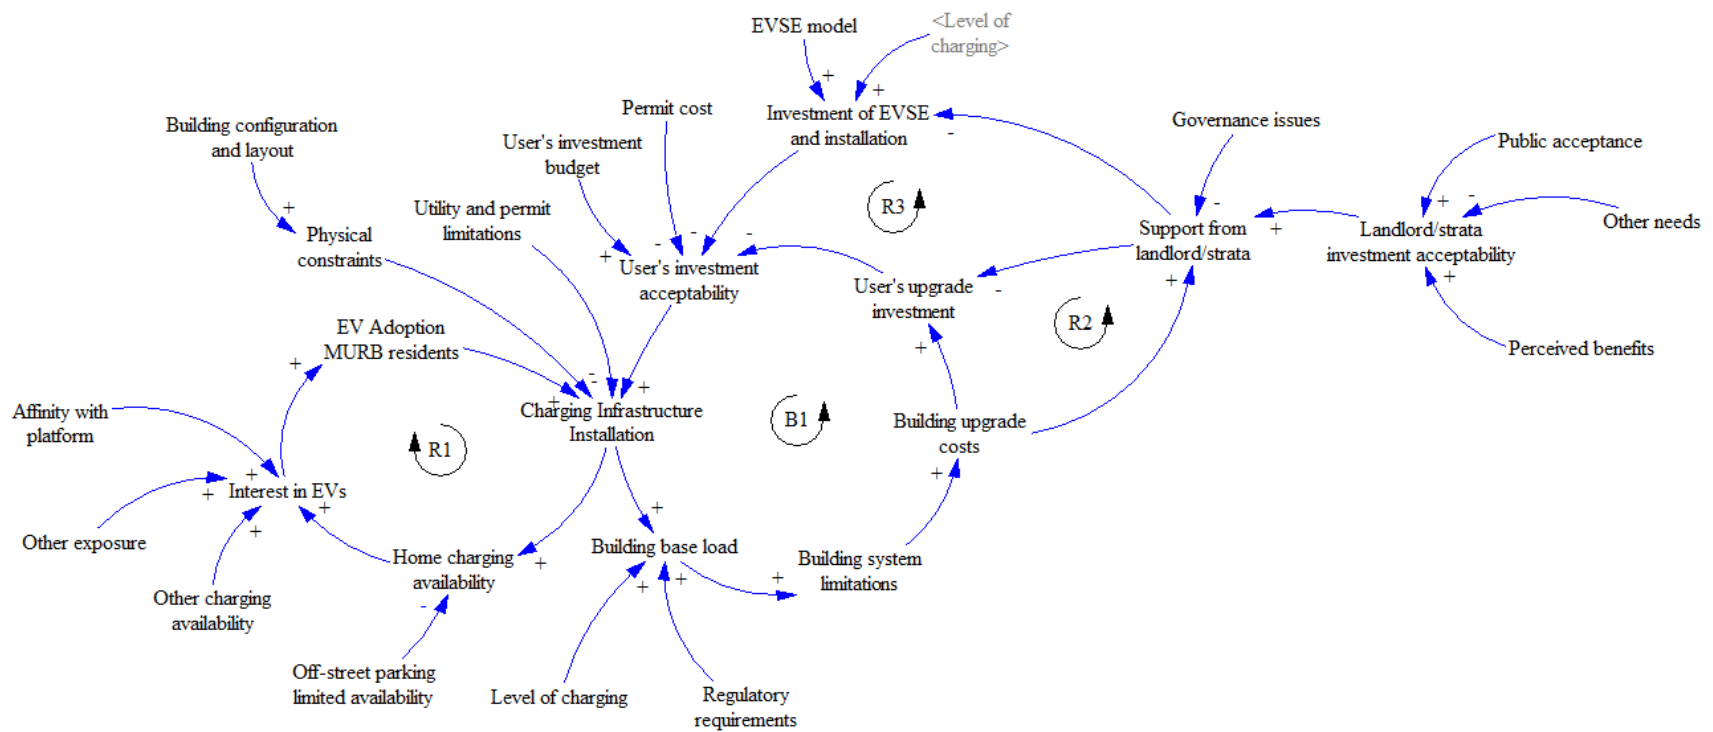 EVSE model
<Level of
charging>
+
+
Investment of EVSE
and installation
-
Permit cost
Building configuration
and layout
User's investment
budget
Governance issues
Public acceptance
Utility and permit
limitations
+
Physical
constraints
R3
-
Support from
landlord/strata
+
-
+
Landlord/strata
investment acceptability
Other needs
+
-
-
-
+
User's investment
acceptability
User's upgrade
investment
-
R2
+
Perceived benefits
EV Adoption
MURB residents
+
-
-
+
+
Charging Infrastructure
Installation
B1
+
Building upgrade
costs
+
Affinity with
platform
R1
+
+
Interest in EVs
+
+
Other exposure
Home charging
availability
+
-
+
Building base load
+
+
+
Building system
limitations
Other charging
availability
Off-street parking
limited availability
Level of charging
Regulatory
requirements